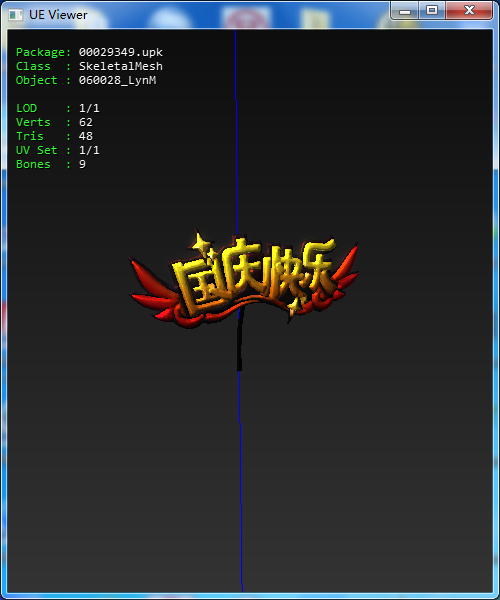 UE Viewer
Package: 00029349.upk
Class : SkeletalMesh
Object : 060028_LynM
LOD : 1/1
Verts : 62
Tris : 48
UV Set : 1/1
Bones : 9
国庆快乐